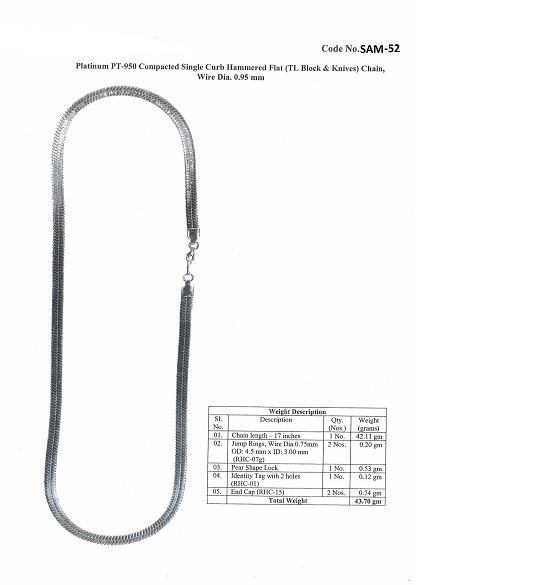 Code No.SAM-52
Platinum PT-950 Compacted Single Curb Hammered Flat (TL Block & Knives) Chain,
Wire Dia. 0.95 mm
Weight Description
Sl. No. Description Qty. (Nos.) Weight (grams)
01. Chain length – 17 inches 1 No. 42.11 gm
02. Jump Rings, Wire Dia.0.75mm 2 Nos. 0.20 gm
OD: 4.5 mm x ID: 3.00 mm
(RHC-07g)
03. Pear Shape Lock 1 No. 0.53 gm
04. Identity Tag with 2 holes 1 No. 0.12 gm
(RHC-01)
05. End Cap (RHC-15) 2 Nos. 0.74 gm
Total Weight 43.70 gm